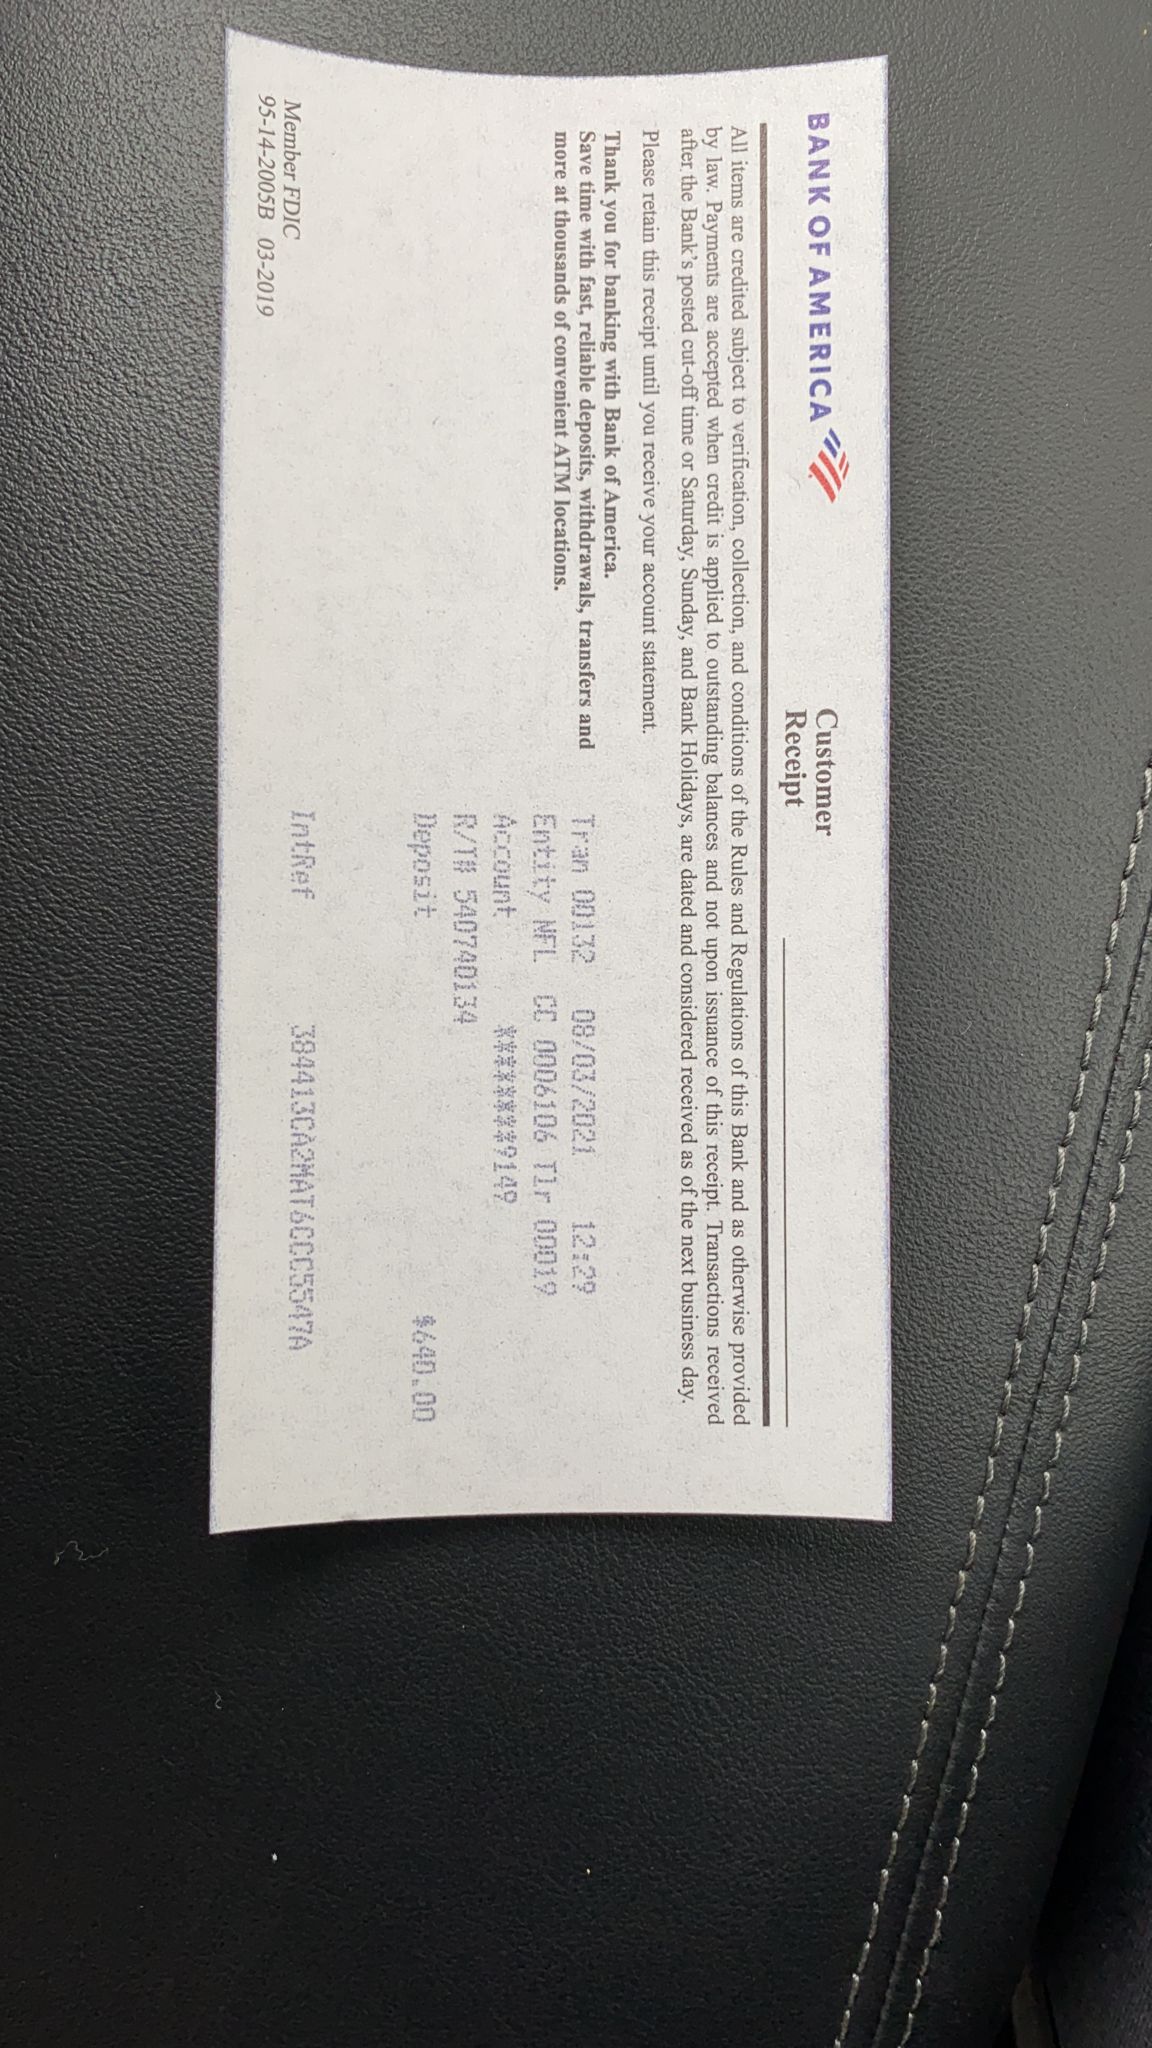 BANK OF AMERICA
Customer
Receipt
All items are credited subject to verification, collection, and conditions of the Rules and Regulations of this Bank and as otherwise provided
by law. Payments are accepted when credit is applied to outstanding balances and not upon issuance of this receipt. Transactions received
after the Bank's posted cut-off time or Saturday, Sunday, and Bank Holidays, are dated and considered received as of the next business day.
Please retain this receipt until you receive your account statement.
Thank you for banking with Bank of America.
Save time with fast, reliable deposits, withdrawals, transfers and
more at thousands of convenient ATM locations.
Tran 00132 08/03/2021 12:29
Entity NFL CC 0006106 Tlr 00019
Account ********9149
R/T# 540740134
Deposit $640.00
IntRef 384413CA2MAT6CCC5547A
Member FDIC
95-14-2005B 03-2019